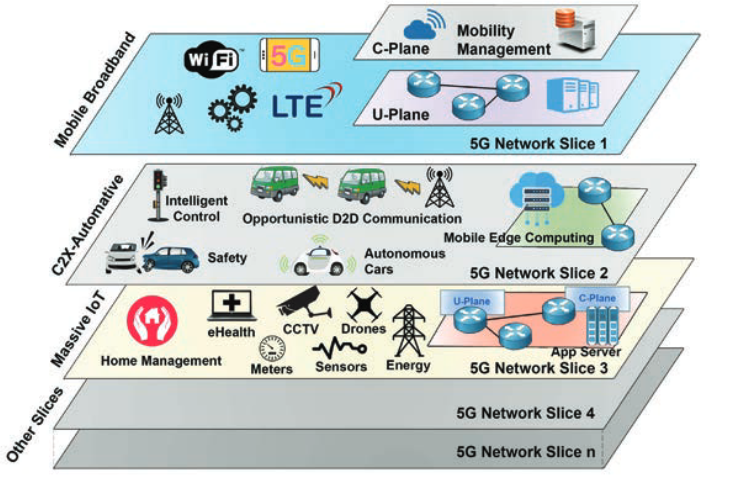 Mobile Broadband
WiFi
5G
LTE
C-Plane
Mobility
Management
U-Plane
5G Network Slice 1
C2X-Automative
Intelligent
Control
Opportunistic D2D Communication
Mobile Edge Computing
Safety
Autonomous
Cars
5G Network Slice 2
Massive IoT
Home Management
eHealth
CCTV
Drones
Meters
Sensors
Energy
U-Plane
C-Plane
App Server
5G Network Slice 3
Other Slices
5G Network Slice 4
5G Network Slice n